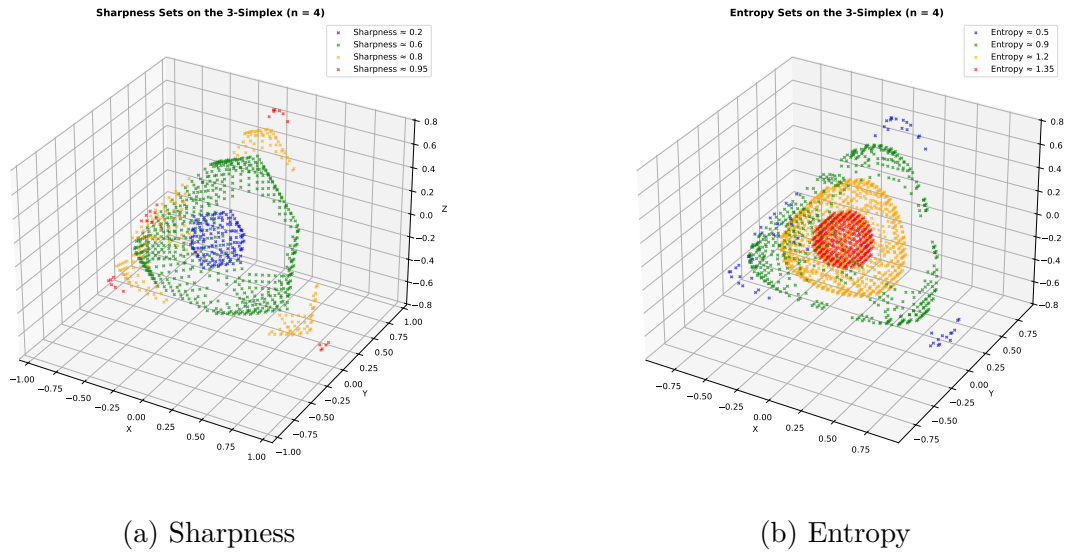 Sharpness Sets on the 3-Simplex (n = 4)
Sharpness ≈ 0.2
Sharpness ≈ 0.6
Sharpness ≈ 0.8
Sharpness ≈ 0.95
0.8
0.6
0.4
0.2
0.0
−0.2
−0.4
−0.6
−0.8
Z
1.00
0.75
0.50
0.25
0.00
−0.25
−0.50
−0.75
−1.00
Y
−1.00
−0.75
−0.50
−0.25
0.00
0.25
0.50
0.75
1.00
X
(a) Sharpness
Entropy Sets on the 3-Simplex (n = 4)
Entropy ≈ 0.5
Entropy ≈ 0.9
Entropy ≈ 1.2
Entropy ≈ 1.35
0.8
0.6
0.4
0.2
0.0
−0.2
−0.4
−0.6
−0.8
0.75
0.50
0.25
0.00
−0.25
−0.50
−0.75
Y
−0.75
−0.50
−0.25
0.00
0.25
0.50
0.75
X
(b) Entropy